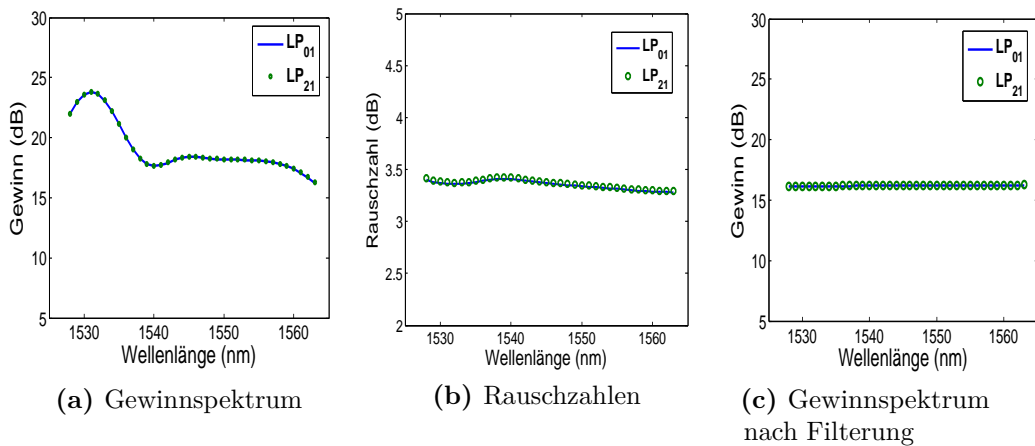 30
25
20
15
10
5
Gewinn (dB)
1530 1540 1550 1560
Wellenlänge (nm)
LP01
LP21
(a) Gewinnspektrum
5
4.5
4
3.5
3
2.5
2
Rauschzahl (dB)
1530 1540 1550 1560
Wellenlänge (nm)
LP01
LP21
(b) Rauschzahlen
30
25
20
15
10
5
Gewinn (dB)
1530 1540 1550 1560
Wellenlänge (nm)
LP01
LP21
(c) Gewinnspektrum
nach Filterung